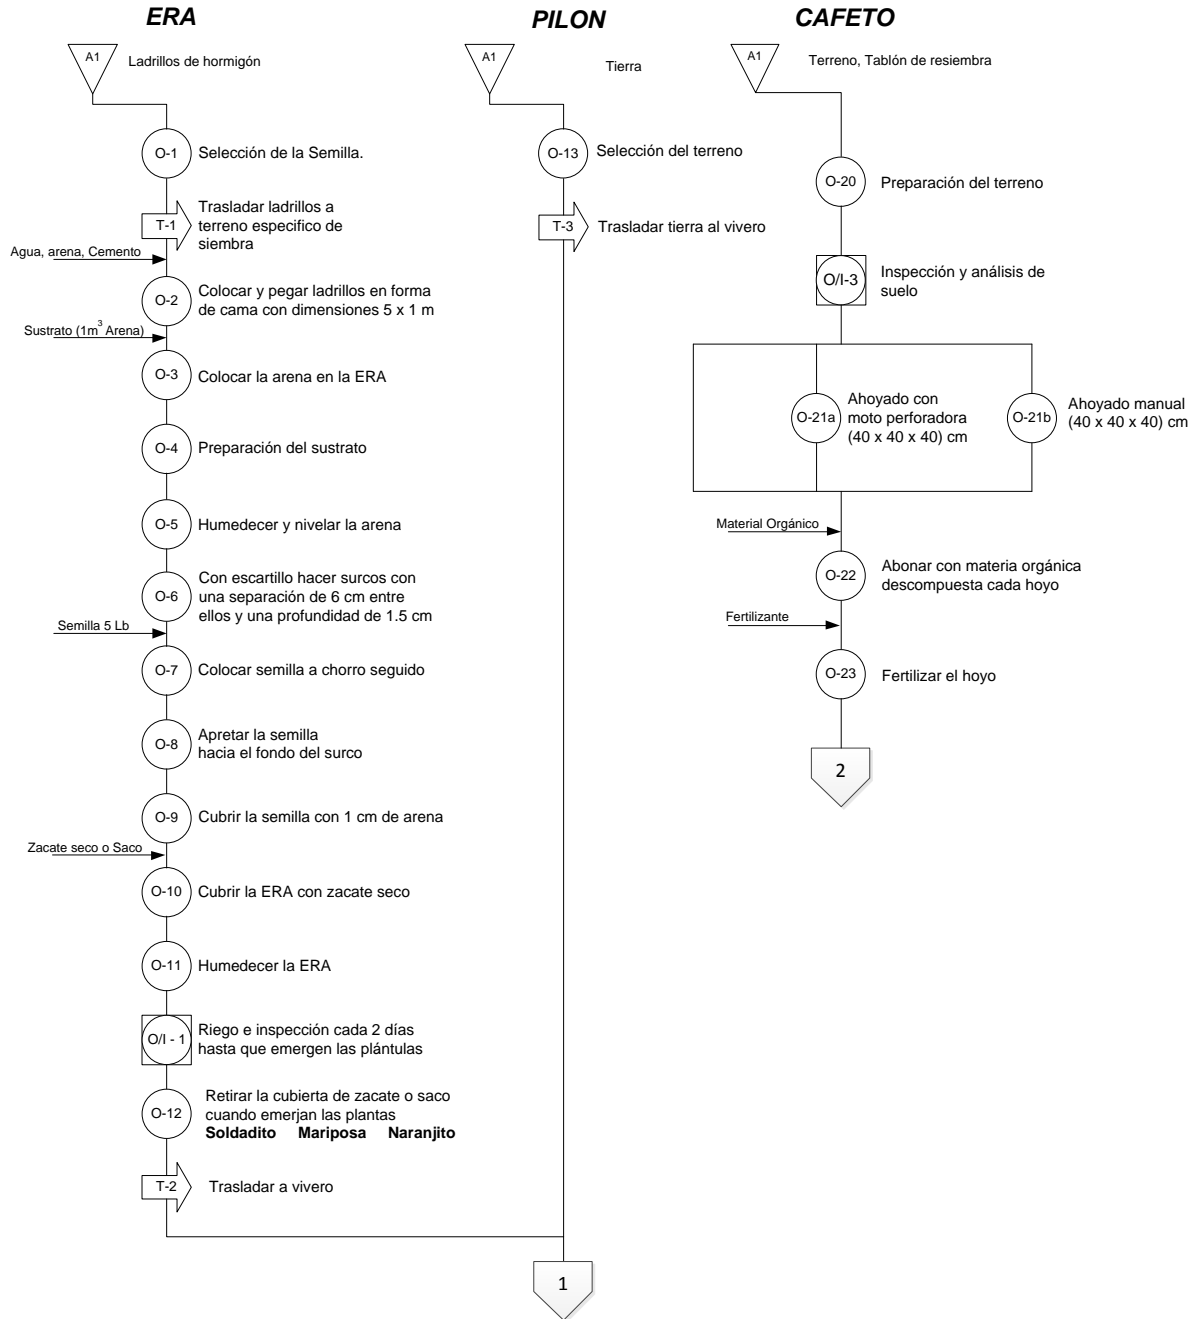 ERA
A1
Ladrillos de hormigón
O-1
Selección de la Semilla.
T-1
Trasladar ladrillos a
terreno especifico de
siembra
Agua, arena, Cemento
O-2
Colocar y pegar ladrillos en forma
de cama con dimensiones 5 x 1 m
Sustrato (1m³ Arena)
O-3
Colocar la arena en la ERA
O-4
Preparación del sustrato
O-5
Humedecer y nivelar la arena
O-6
Con escartillo hacer surcos con
una separación de 6 cm entre
ellos y una profundidad de 1.5 cm
Semilla 5 Lb
O-7
Colocar semilla a chorro seguido
O-8
Apretar la semilla
hacia el fondo del surco
O-9
Cubrir la semilla con 1 cm de arena
Zacate seco o Saco
O-10
Cubrir la ERA con zacate seco
O-11
Humedecer la ERA
O/I - 1
Riego e inspección cada 2 días
hasta que emergen las plántulas
O-12
Retirar la cubierta de zacate o saco
cuando emerjan las plantas
Soldadito Mariposa Naranjito
T-2
Trasladar a vivero
PILON
A1
Tierra
O-13
Selección del terreno
T-3
Trasladar tierra al vivero
1
CAFETO
A1
Terreno, Tablón de resiembra
O-20
Preparación del terreno
O/I-3
Inspección y análisis de
suelo
O-21a
Ahoyado con
moto perforadora
(40 x 40 x 40) cm
O-21b
Ahoyado manual
(40 x 40 x 40) cm
Material Orgánico
O-22
Abonar con materia orgánica
descompuesta cada hoyo
Fertilizante
O-23
Fertilizar el hoyo
2